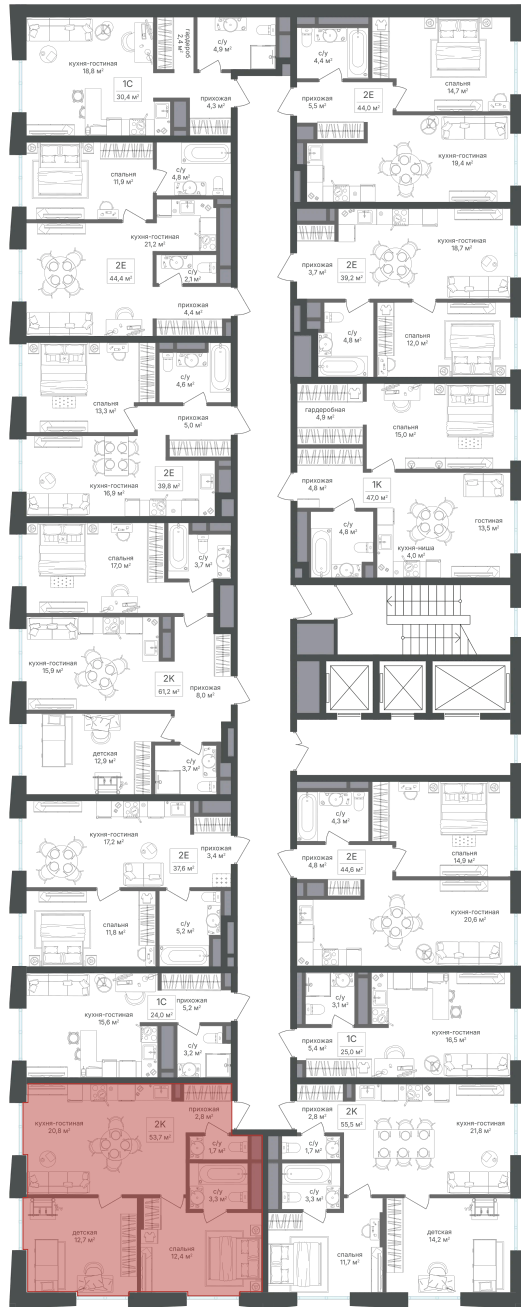 гардероб
2,4 м²
с/у
4,9 м²
кухня-гостиная
18,8 м²
1С
30,4 м²
прихожая
4,3 м²
с/у
4,4 м²
спальня
14,7 м²
прихожая
5,5 м²
2Е
44,0 м²
кухня-гостиная
19,4 м²
спальня
11,9 м²
с/у
4,8 м²
кухня-гостиная
21,2 м²
2Е
44,4 м²
с/у
2,1 м²
прихожая
4,4 м²
кухня-гостиная
18,7 м²
прихожая
3,7 м²
2Е
39,2 м²
с/у
4,8 м²
спальня
12,0 м²
спальня
13,3 м²
с/у
4,6 м²
прихожая
5,0 м²
2Е
39,8 м²
кухня-гостиная
16,9 м²
гардеробная
4,9 м²
спальня
15,0 м²
прихожая
4,8 м²
1К
47,0 м²
гостиная
13,5 м²
с/у
4,8 м²
кухня-ниша
4,0 м²
спальня
17,0 м²
с/у
3,7 м²
кухня-гостиная
15,9 м²
2К
61,2 м²
прихожая
8,0 м²
детская
12,9 м²
с/у
3,7 м²
кухня-гостиная
17,2 м²
2Е
37,6 м²
прихожая
3,4 м²
спальня
11,8 м²
с/у
5,2 м²
с/у
4,3 м²
прихожая
4,8 м²
2Е
44,6 м²
спальня
14,9 м²
кухня-гостиная
20,6 м²
кухня-гостиная
15,6 м²
1С
24,0 м²
прихожая
5,2 м²
с/у
3,2 м²
с/у
3,1 м²
прихожая
5,4 м²
1С
25,0 м²
кухня-гостиная
16,5 м²
кухня-гостиная
20,8 м²
2К
53,7 м²
прихожая
2,8 м²
с/у
1,7 м²
с/у
3,3 м²
детская
12,7 м²
спальня
12,4 м²
прихожая
2,8 м²
2К
55,5 м²
кухня-гостиная
21,8 м²
с/у
1,7 м²
с/у
3,3 м²
спальня
11,7 м²
детская
14,2 м²